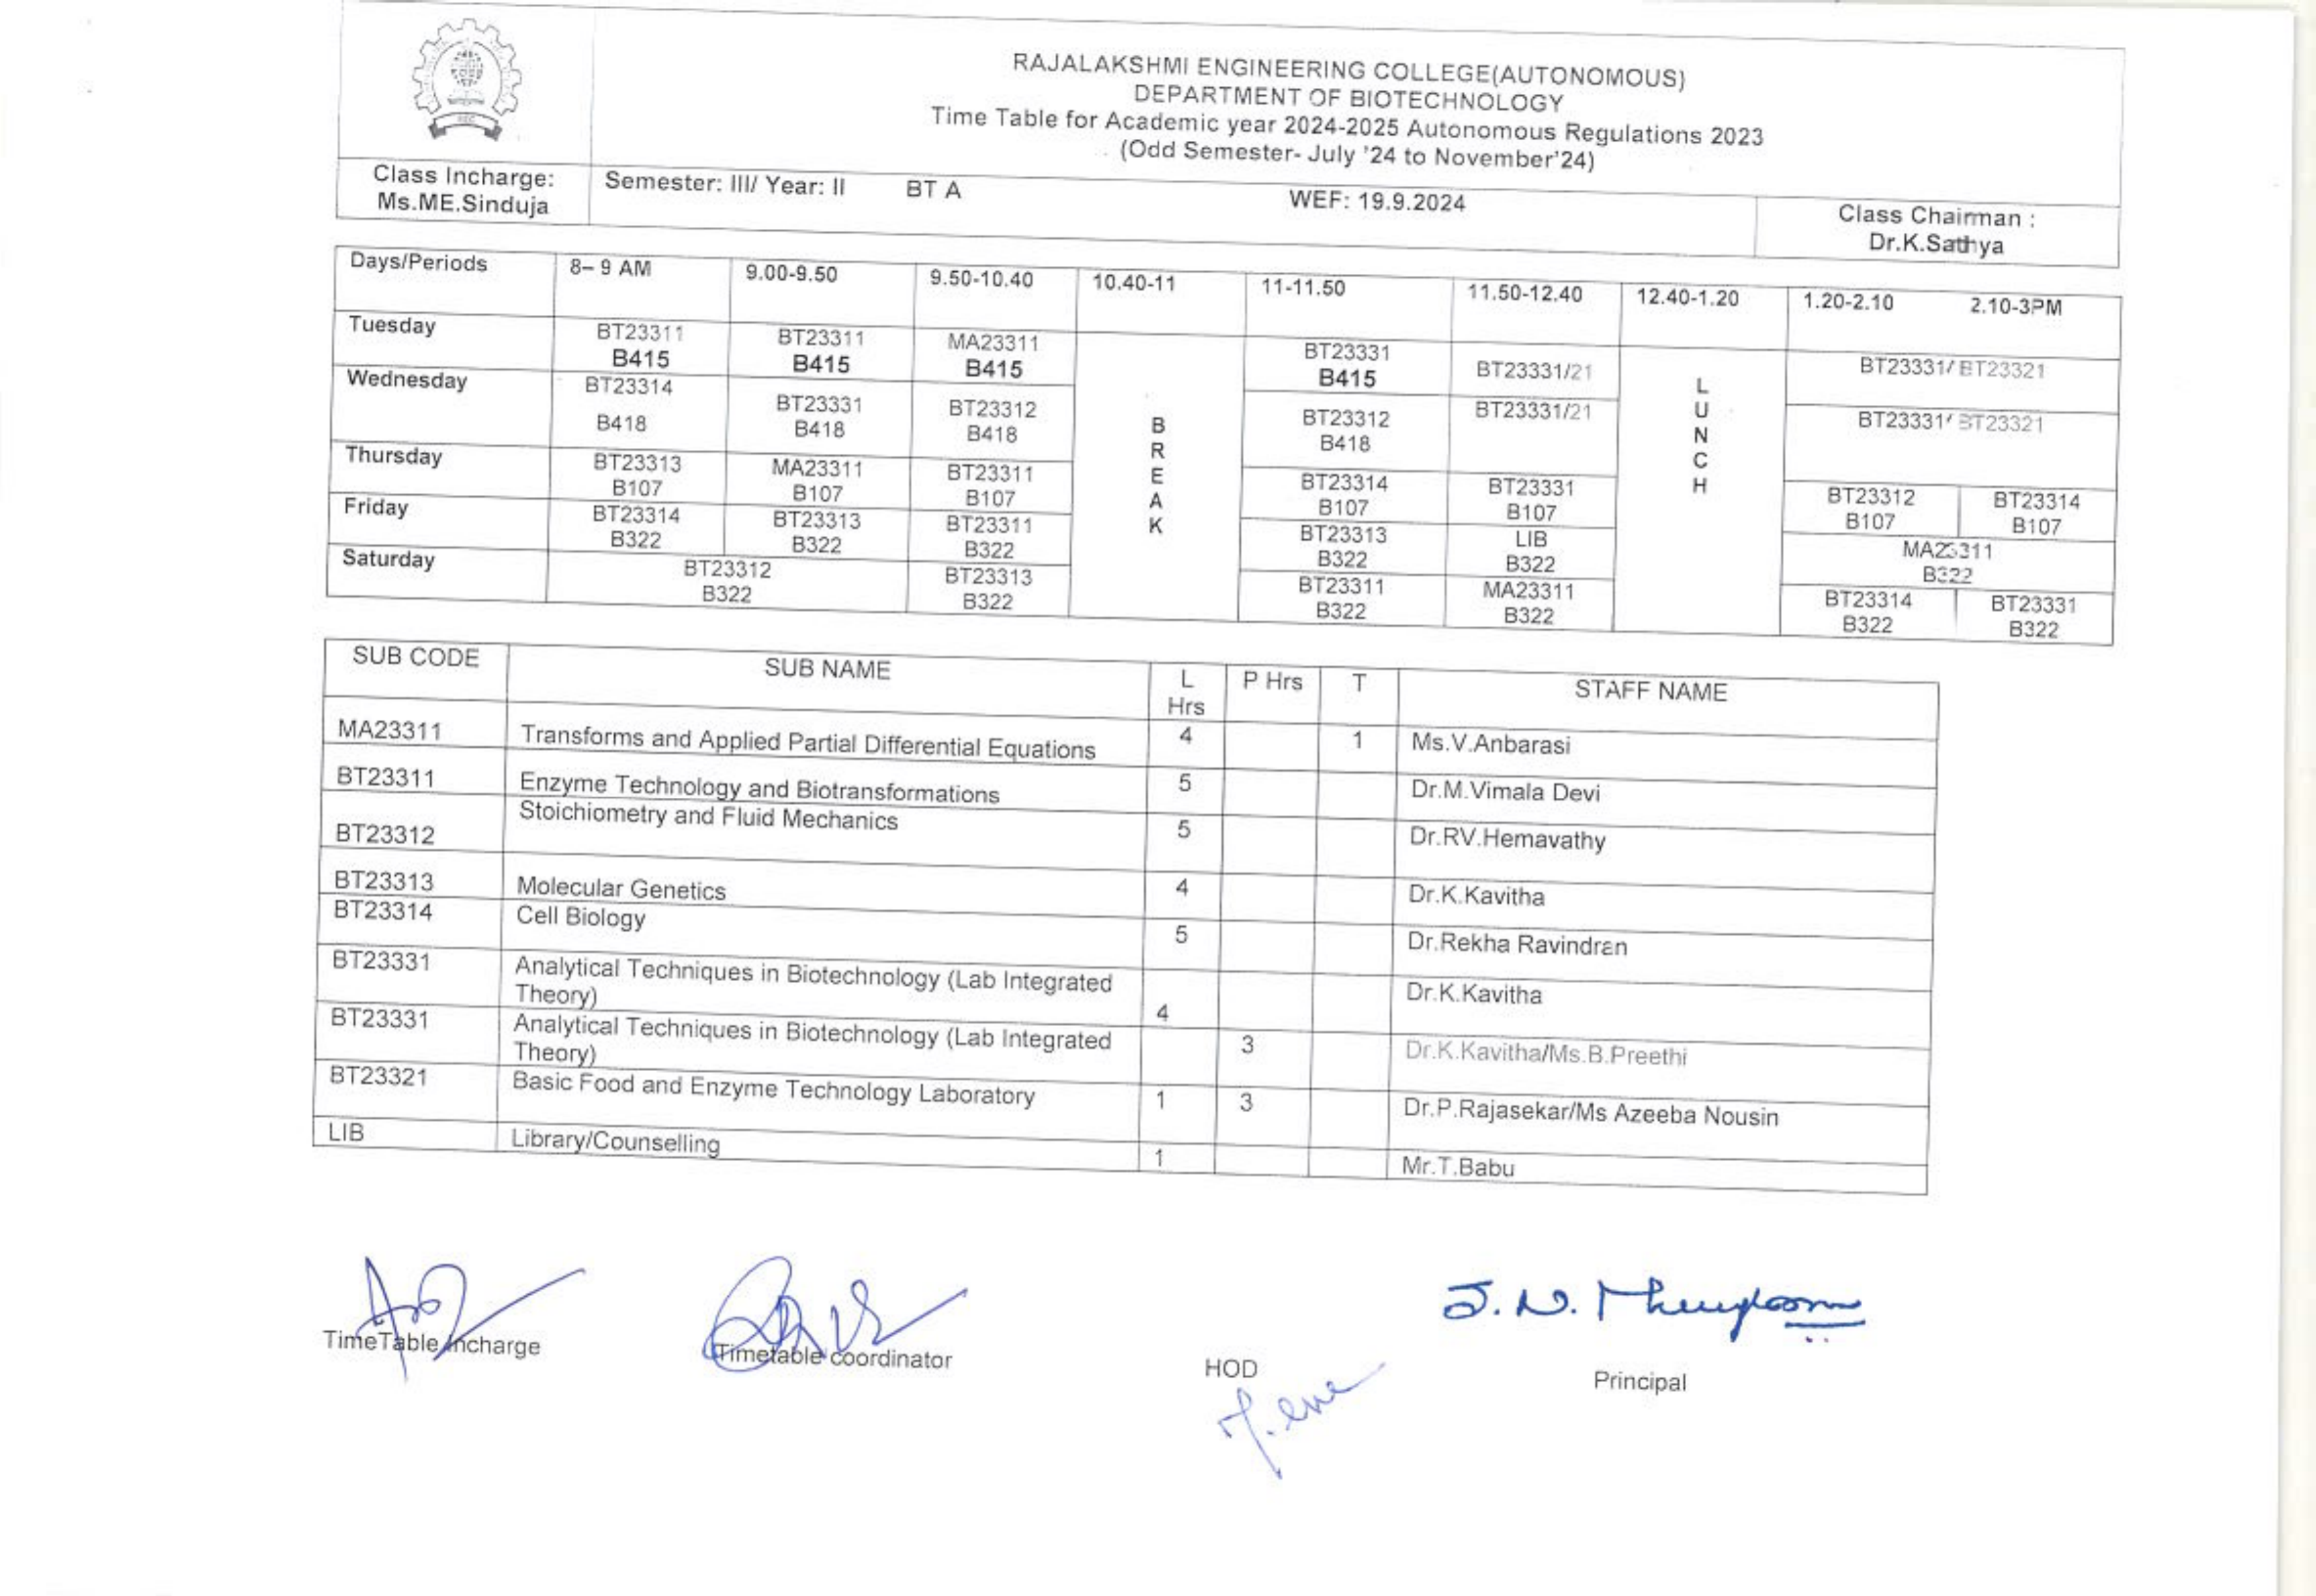 REC
RAJALAKSHMI ENGINEERING COLLEGE(AUTONOMOUS)
DEPARTMENT OF BIOTECHNOLOGY
Time Table for Academic year 2024-2025 Autonomous Regulations 2023
(Odd Semester- July '24 to November'24)
Class Incharge:
Ms.ME.Sinduja
Semester: III/ Year: II BT A WEF: 19.9.2024
Class Chairman :
Dr.K.Sathya
Days/Periods 8– 9 AM 9.00-9.50 9.50-10.40 10.40-11 11-11.50 11.50-12.40 12.40-1.20 1.20-2.10 2.10-3PM
Tuesday BT23311 BT23311 MA23311 BT23331 BT23331/21 BT23331/ BT23321
B415 B415 B415 B415
Wednesday BT23314 BT23331 BT23312 BT23312 BT23331/21 BT23331/ BT23321
B418 B418 B418 B418
Thursday BT23313 MA23311 BT23311 BT23314 BT23331 BT23312 BT23314
B107 B107 B107 B107 B107 B107 B107
Friday BT23314 BT23313 BT23311 BT23313 LIB MA23311
B322 B322 B322 B322 B322 B322
Saturday BT23312 BT23313 BT23311 MA23311 BT23314 BT23331
B322 B322 B322 B322 B322 B322
B
R
E
A
K
L
U
N
C
H
SUB CODE SUB NAME L Hrs P Hrs T STAFF NAME
MA23311 Transforms and Applied Partial Differential Equations 4 1 Ms.V.Anbarasi
BT23311 Enzyme Technology and Biotransformations 5 Dr.M.Vimala Devi
BT23312 Stoichiometry and Fluid Mechanics 5 Dr.RV.Hemavathy
BT23313 Molecular Genetics 4 Dr.K.Kavitha
BT23314 Cell Biology 5 Dr.Rekha Ravindran
BT23331 Analytical Techniques in Biotechnology (Lab Integrated
Theory) 4 Dr.K.Kavitha
BT23331 Analytical Techniques in Biotechnology (Lab Integrated
Theory) 3 Dr.K.Kavitha/Ms.B.Preethi
BT23321 Basic Food and Enzyme Technology Laboratory 1 3 Dr.P.Rajasekar/Ms Azeeba Nousin
LIB Library/Counselling 1 Mr.T.Babu
TimeTable Incharge
Timetable coordinator
HOD
Principal